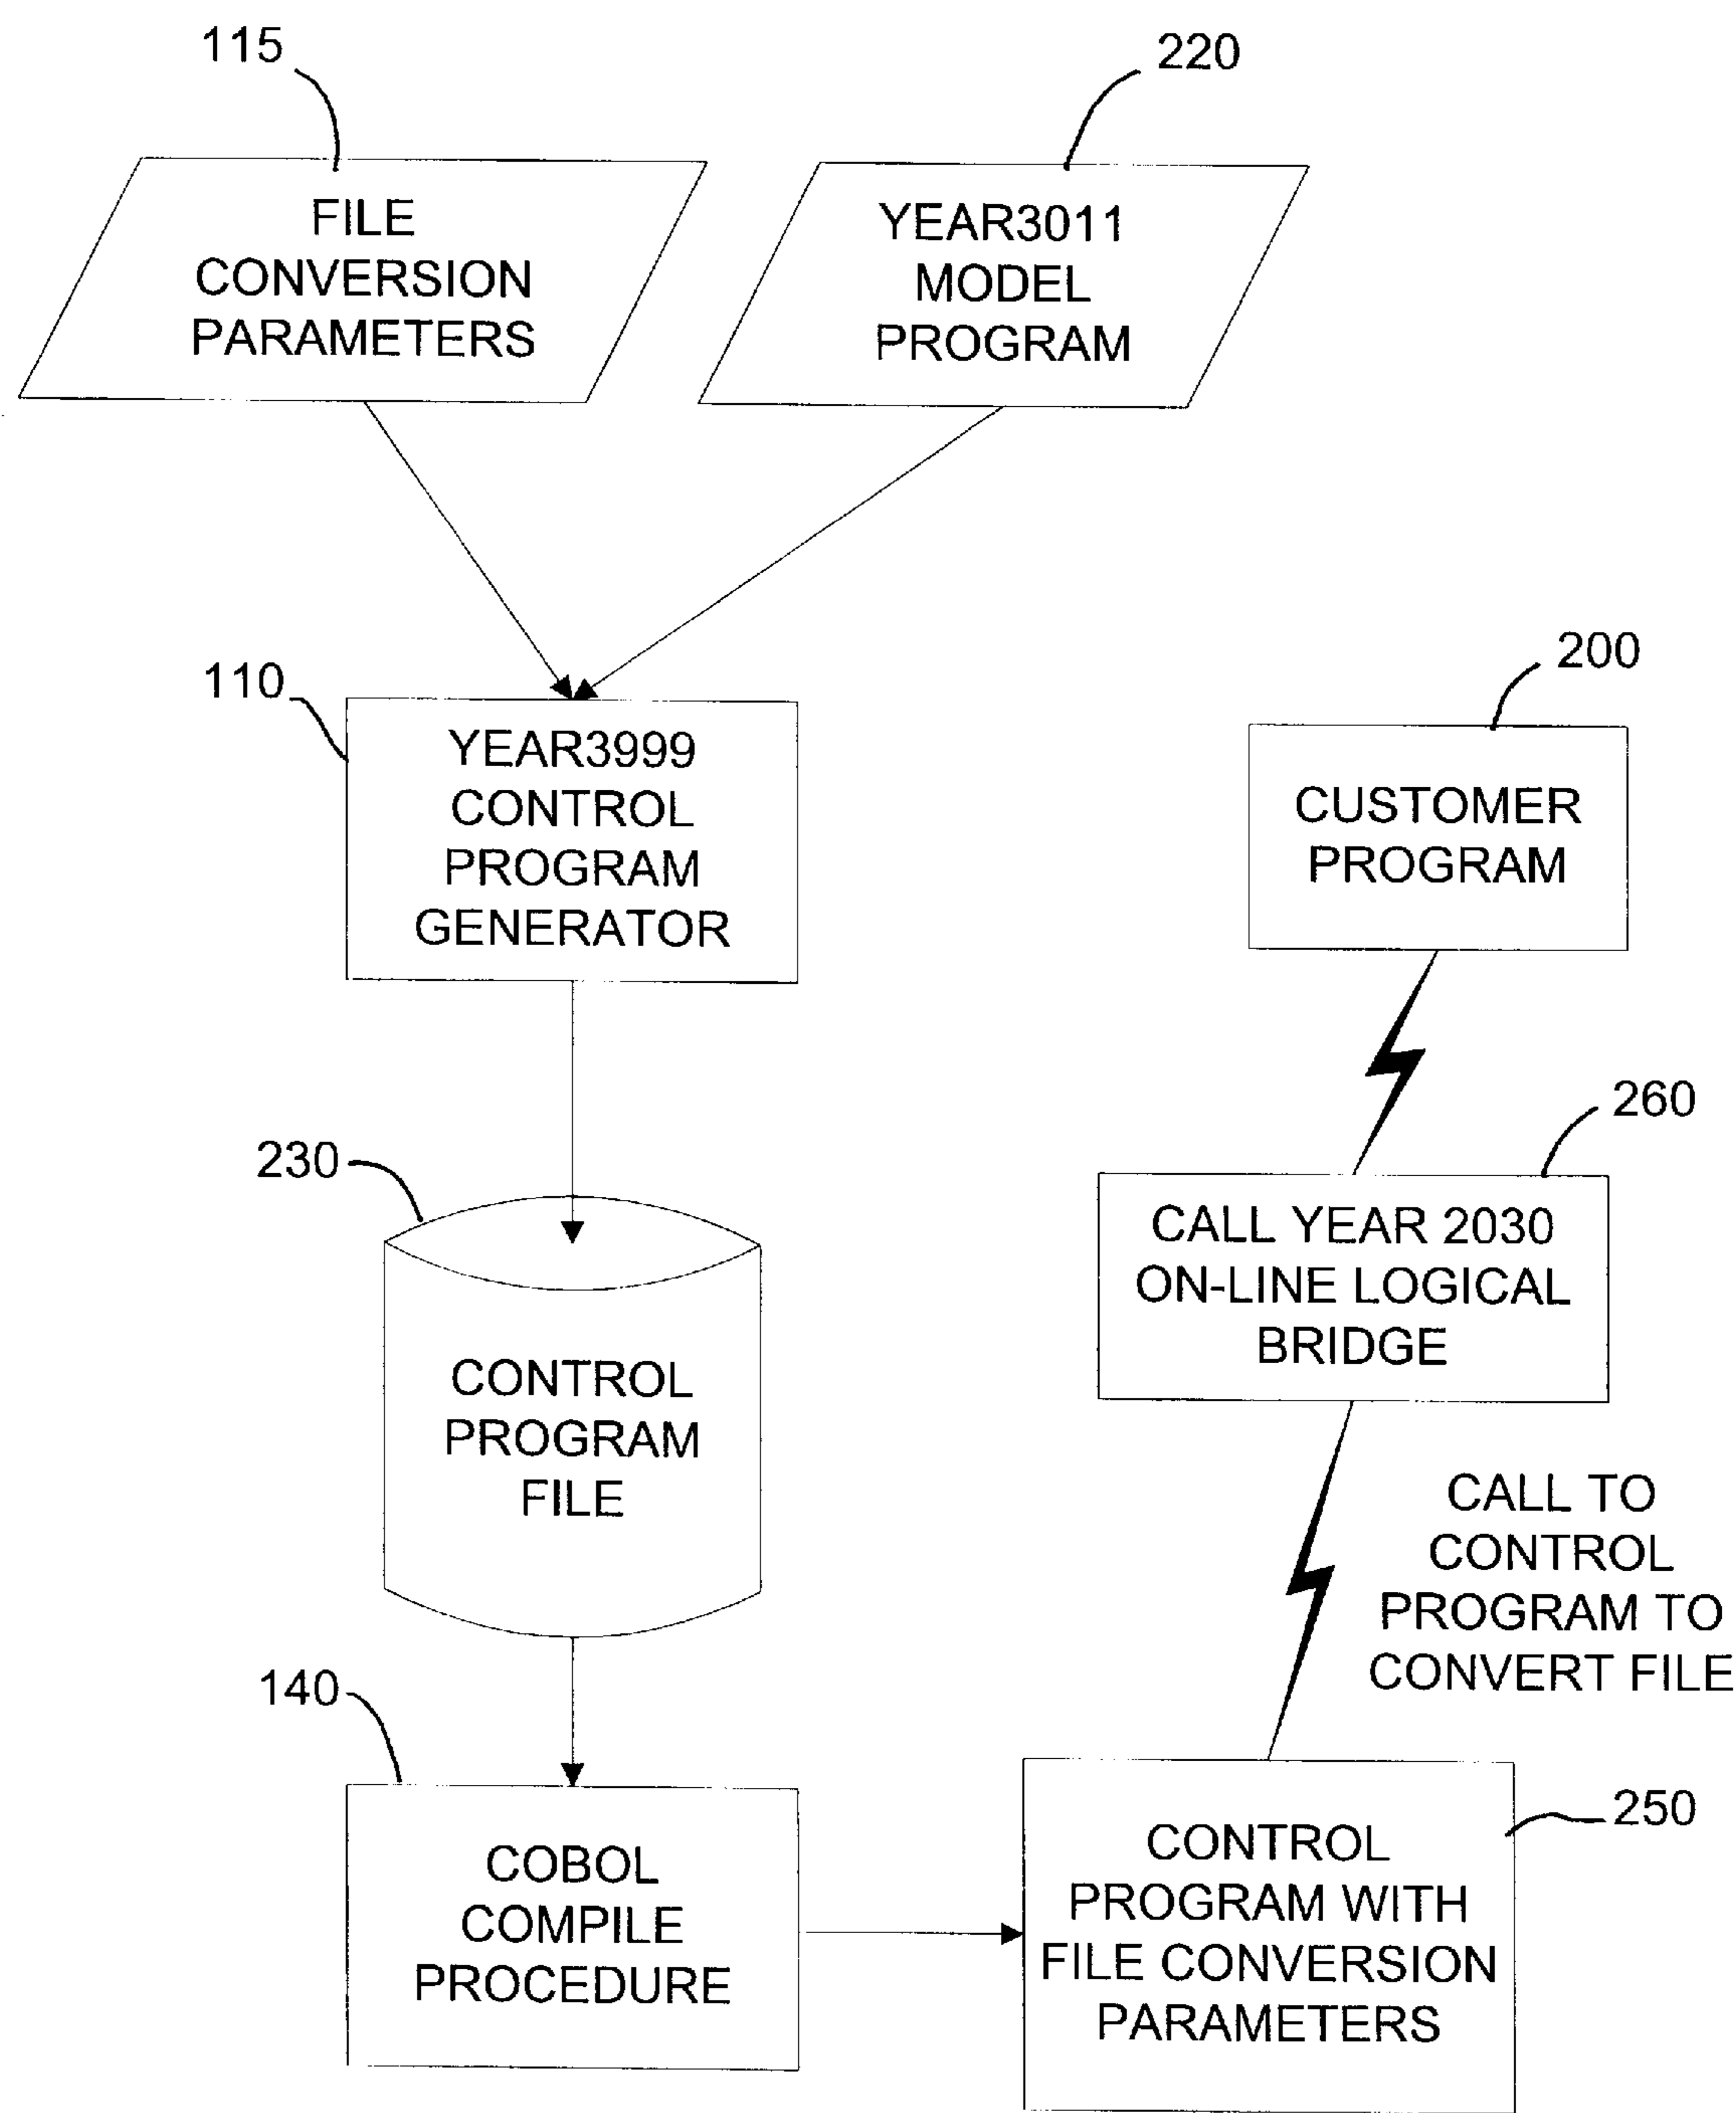 115
220
FILE
CONVERSION
PARAMETERS
YEAR3011
MODEL
PROGRAM
110
YEAR3999
CONTROL
PROGRAM
GENERATOR
200
CUSTOMER
PROGRAM
260
CALL YEAR 2030
ON-LINE LOGICAL
BRIDGE
230
CONTROL
PROGRAM
FILE
CALL TO
CONTROL
PROGRAM TO
CONVERT FILE
140
COBOL
COMPILE
PROCEDURE
250
CONTROL
PROGRAM WITH
FILE CONVERSION
PARAMETERS